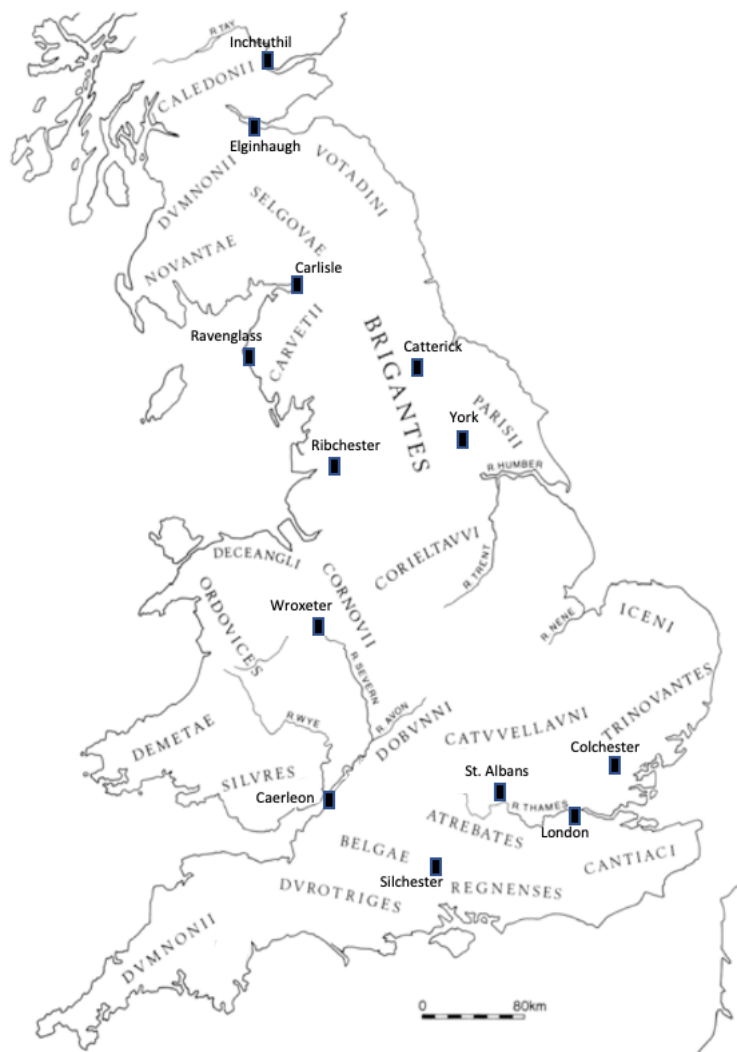 R. TAY
Inchtuthil
CALEDONII
Elginhaugh
VOTADINI
DVMNONII
SELGOVAE
NOVANTAE
Carlisle
Ravenglass
CARVETII
BRIGANTES
Catterick
York
PARISII
Ribchester
R. HUMBER
DECEANGLI
CORIELTAVVI
R. TRENT
ORDOVICES
CORNOVII
Wroxeter
R. NENE
ICENI
R. SEVERN
R. WYE
R. AVON
DOBVNNI
CATVVELLAVNI
TRINOVANTES
DEMETAE
SILVRES
Colchester
St. Albans
Caerleon
R. THAMES
London
ATREBATES
BELGAE
CANTIACI
Silchester
DVROTRIGES
REGNENSES
DVMNONII
0 80km